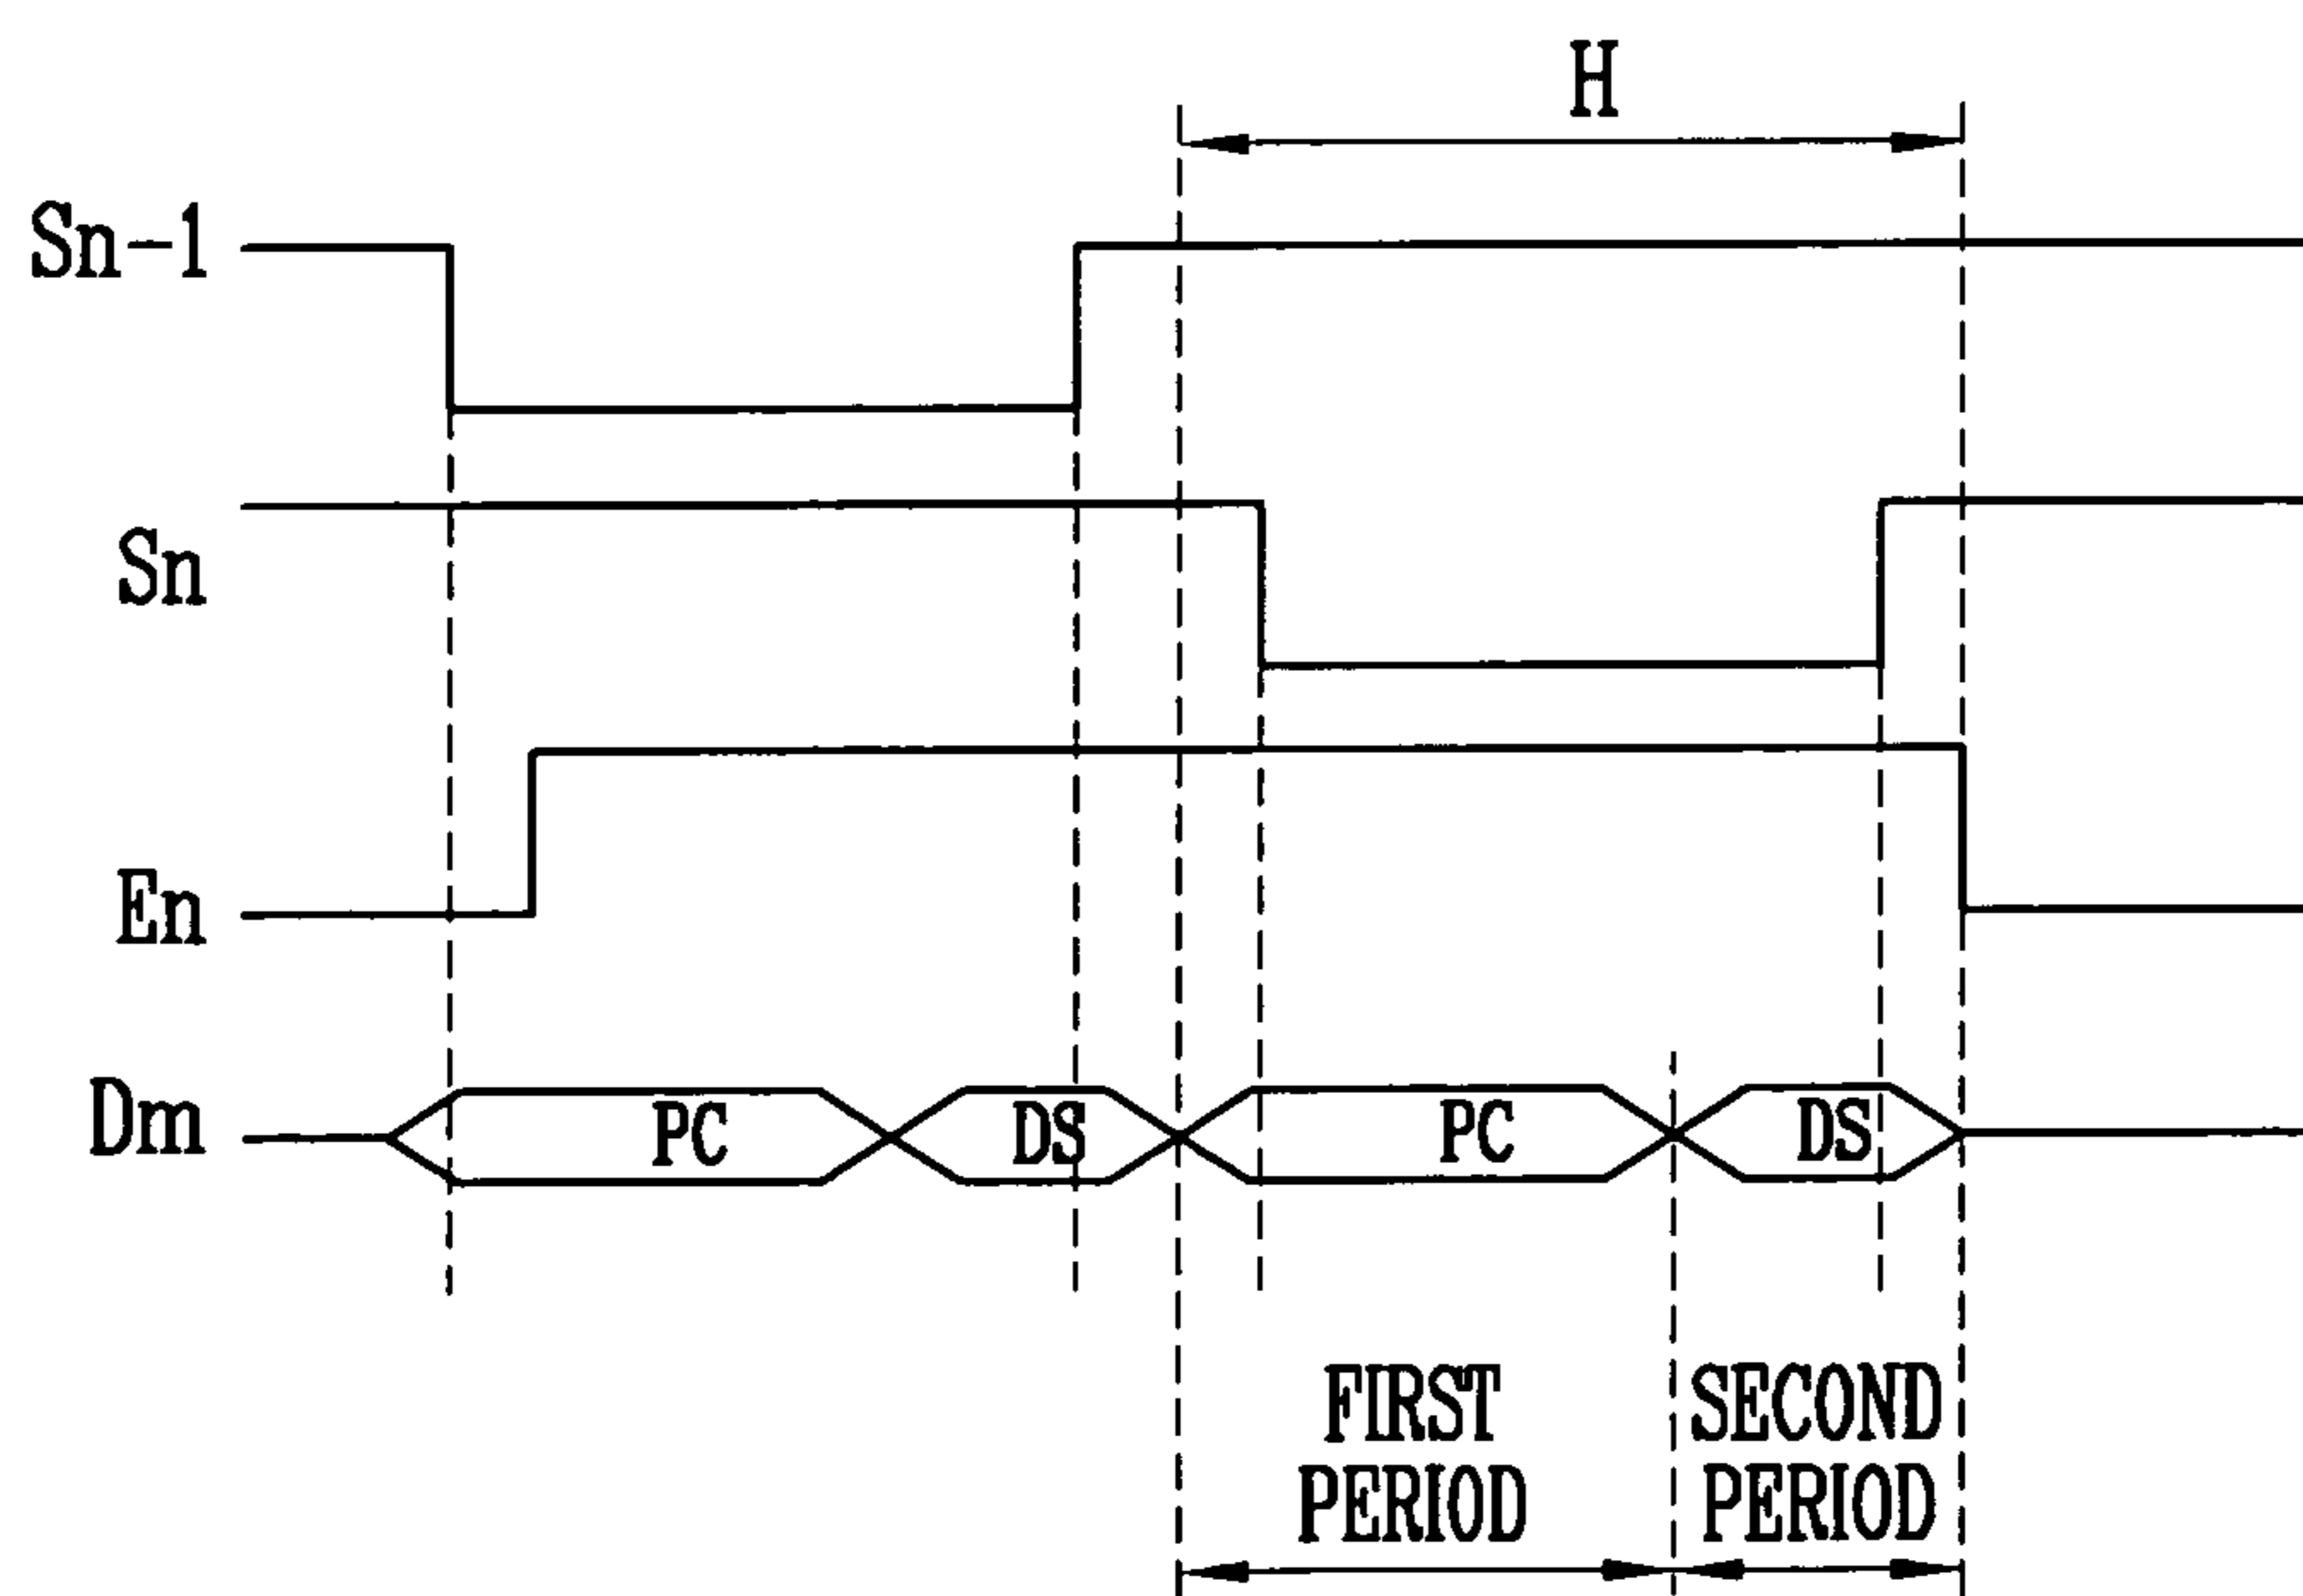 H
Sn-1
Sn
En
Dm
PC
DS
PC
DS
FIRST
PERIOD
SECOND
PERIOD